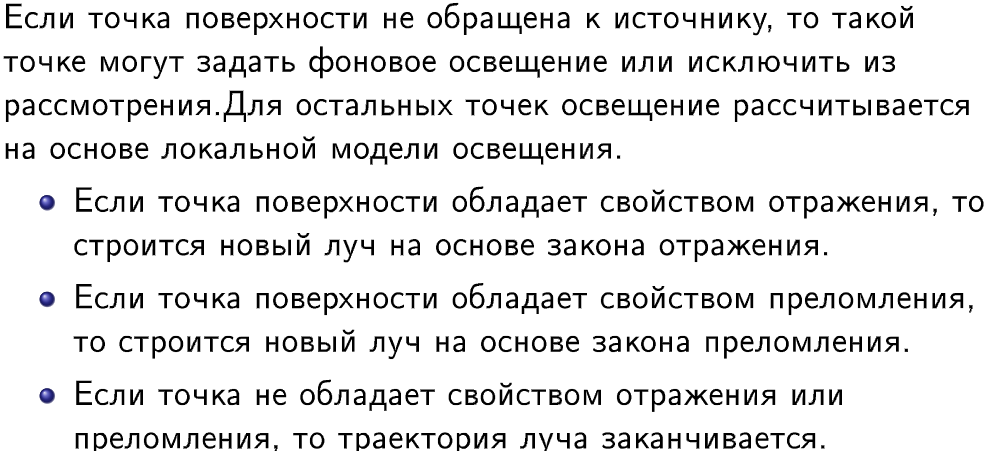 Если точка поверхности не обращена к источнику, то такой
точке могут задать фоновое освещение или исключить из
рассмотрения.Для остальных точек освещение рассчитывается
на основе локальной модели освещения.
Если точка поверхности обладает свойством отражения, то
строится новый луч на основе закона отражения.
Если точка поверхности обладает свойством преломления,
то строится новый луч на основе закона преломления.
Если точка не обладает свойством отражения или
преломления, то траектория луча заканчивается.